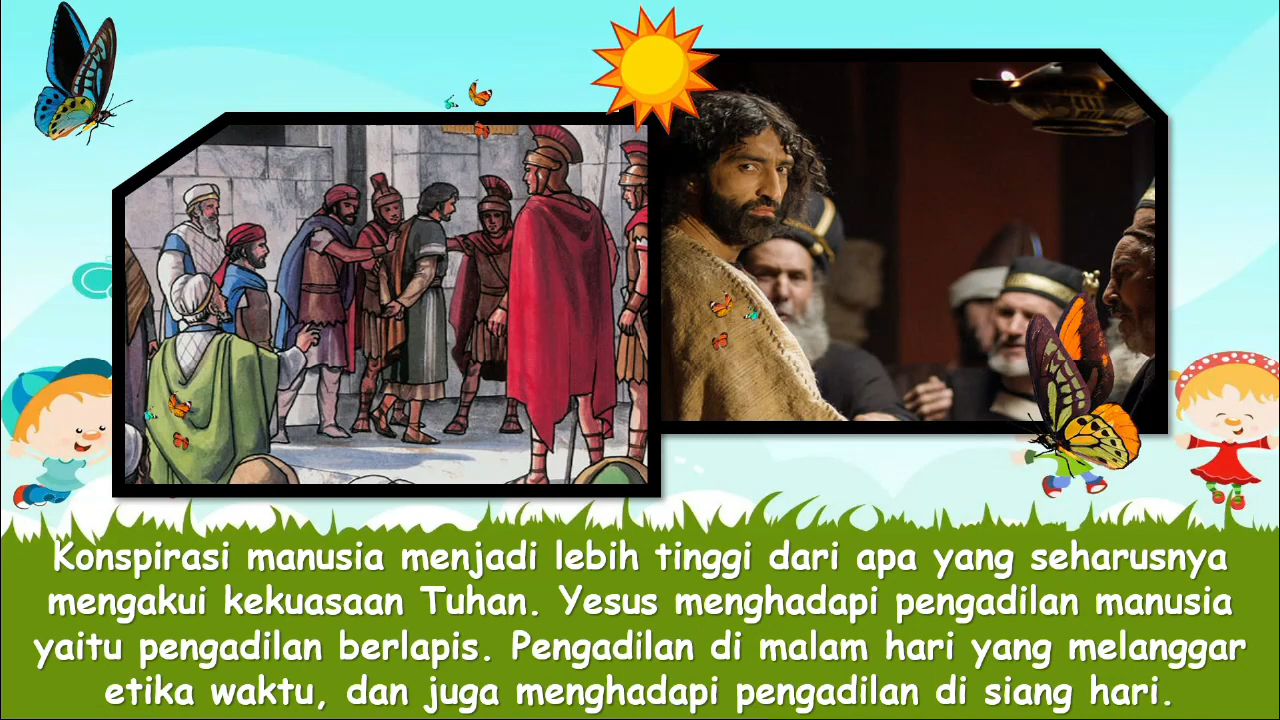 Konspirasi manusia menjadi lebih tinggi dari apa yang seharusnya
mengakui kekuasaan Tuhan. Yesus menghadapi pengadilan manusia
yaitu pengadilan berlapis. Pengadilan di malam hari yang melanggar
etika waktu, dan juga menghadapi pengadilan di siang hari.